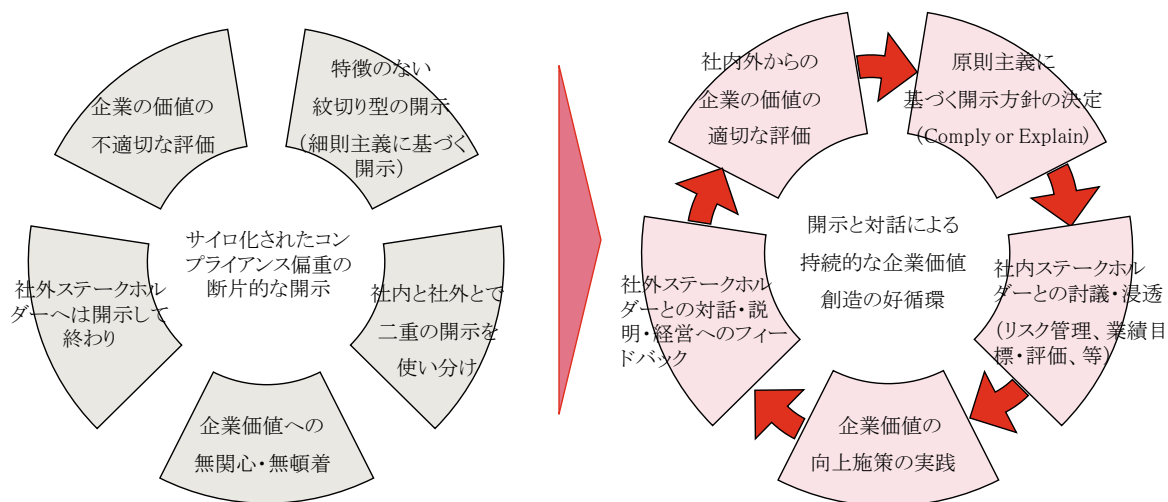 企業の価値の
不適切な評価
特徴のない
紋切り型の開示
(細則主義に基づく
開示)
サイロ化されたコン
プライアンス偏重の
断片的な開示
社外ステークホル
ダーへは開示して
終わり
社内と社外とで
二重の開示を
使い分け
企業価値への
無関心・無頓着
社内外からの
企業の価値の
適切な評価
原則主義に
基づく開示方針の決定
(Comply or Explain)
開示と対話による
持続的な企業価値
創造の好循環
社外ステークホル
ダーとの対話・説
明・経営へのフィー
ドバック
社内ステークホル
ダーとの討議・浸透
(リスク管理、業績目
標・評価、等)
企業価値の
向上施策の実践